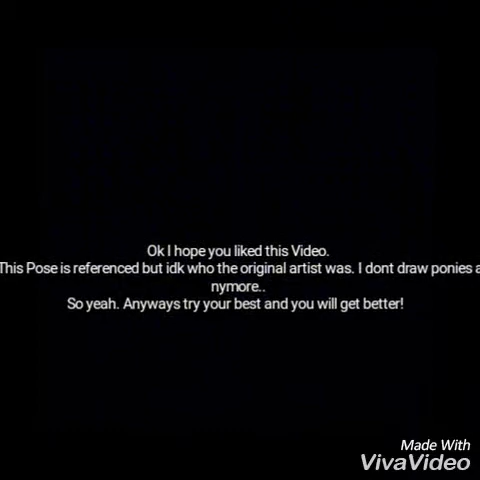 Ok I hope you liked this Video.
This Pose is referenced but idk who the original artist was. I dont draw ponies a
nymore..
So yeah. Anyways try your best and you will get better!
Made With
VivaVideo